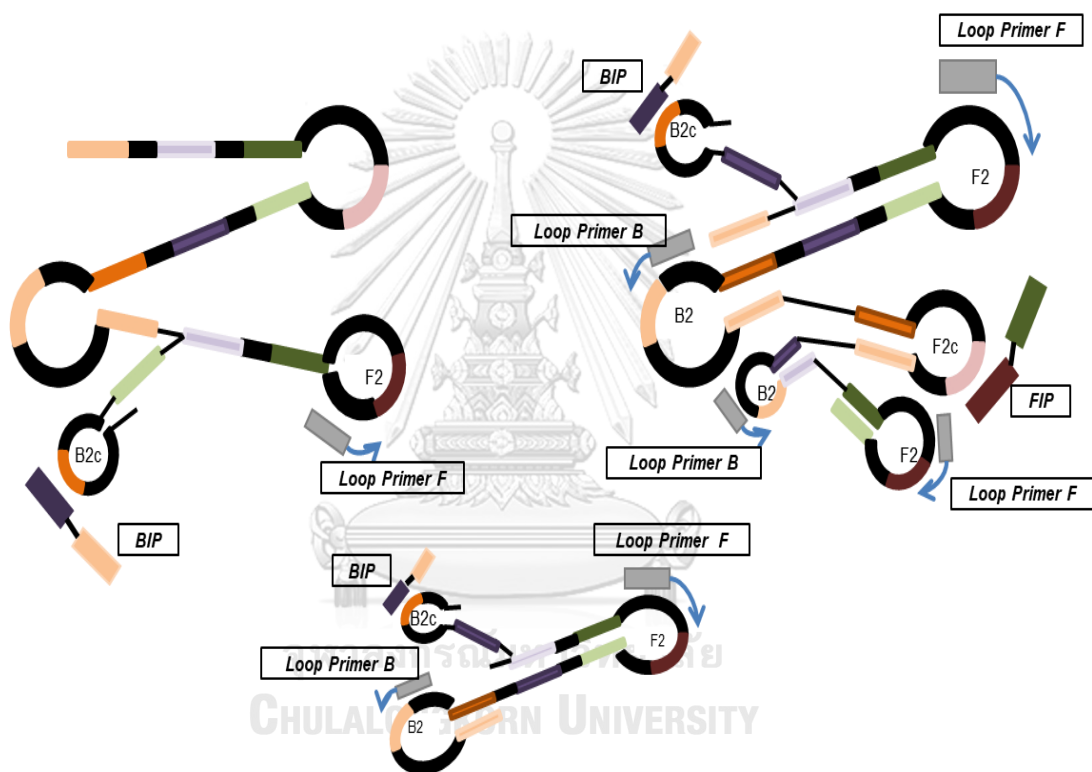 Loop Primer F
BIP
B2c
F2
Loop Primer B
B2
F2c
F2
B2c
B2
FIP
F2
Loop Primer B
Loop Primer F
Loop Primer F
BIP
Loop Primer F
BIP
B2c
F2
Loop Primer B
B2
CHULALONGKORN UNIVERSITY